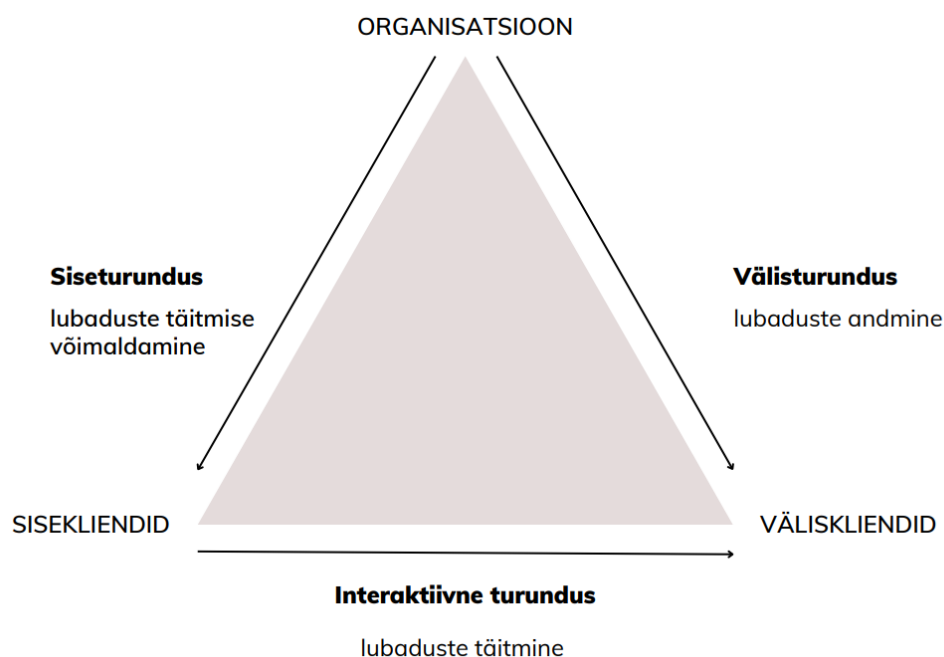 ORGANISATSIOON
Siseturundus
lubaduste täitmise
võimaldamine
Välisturundus
lubaduste andmine
SISEKLIENDID
VÄLISKLIENDID
Interaktiivne turundus
lubaduste täitmine